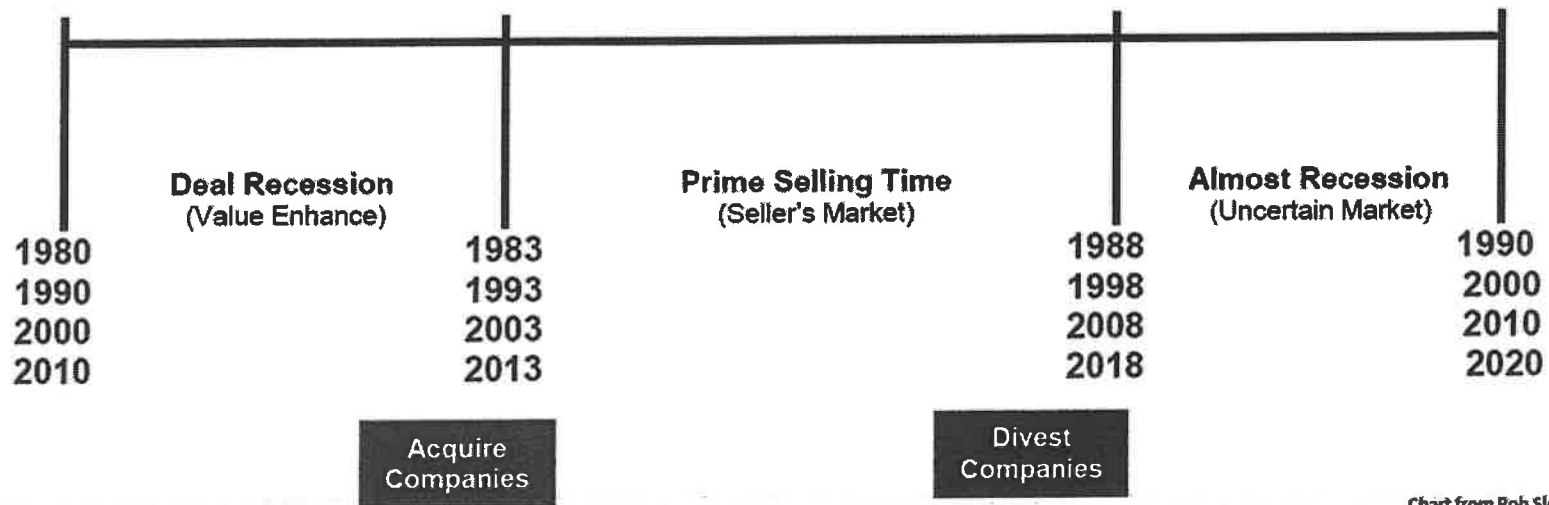 Deal Recession
(Value Enhance)
Prime Selling Time
(Seller's Market)
Almost Recession
(Uncertain Market)
1980
1990
2000
2010
1983
1993
2003
2013
1988
1998
2008
2018
1990
2000
2010
2020
Acquire
Companies
Divest
Companies
Chart from Rob